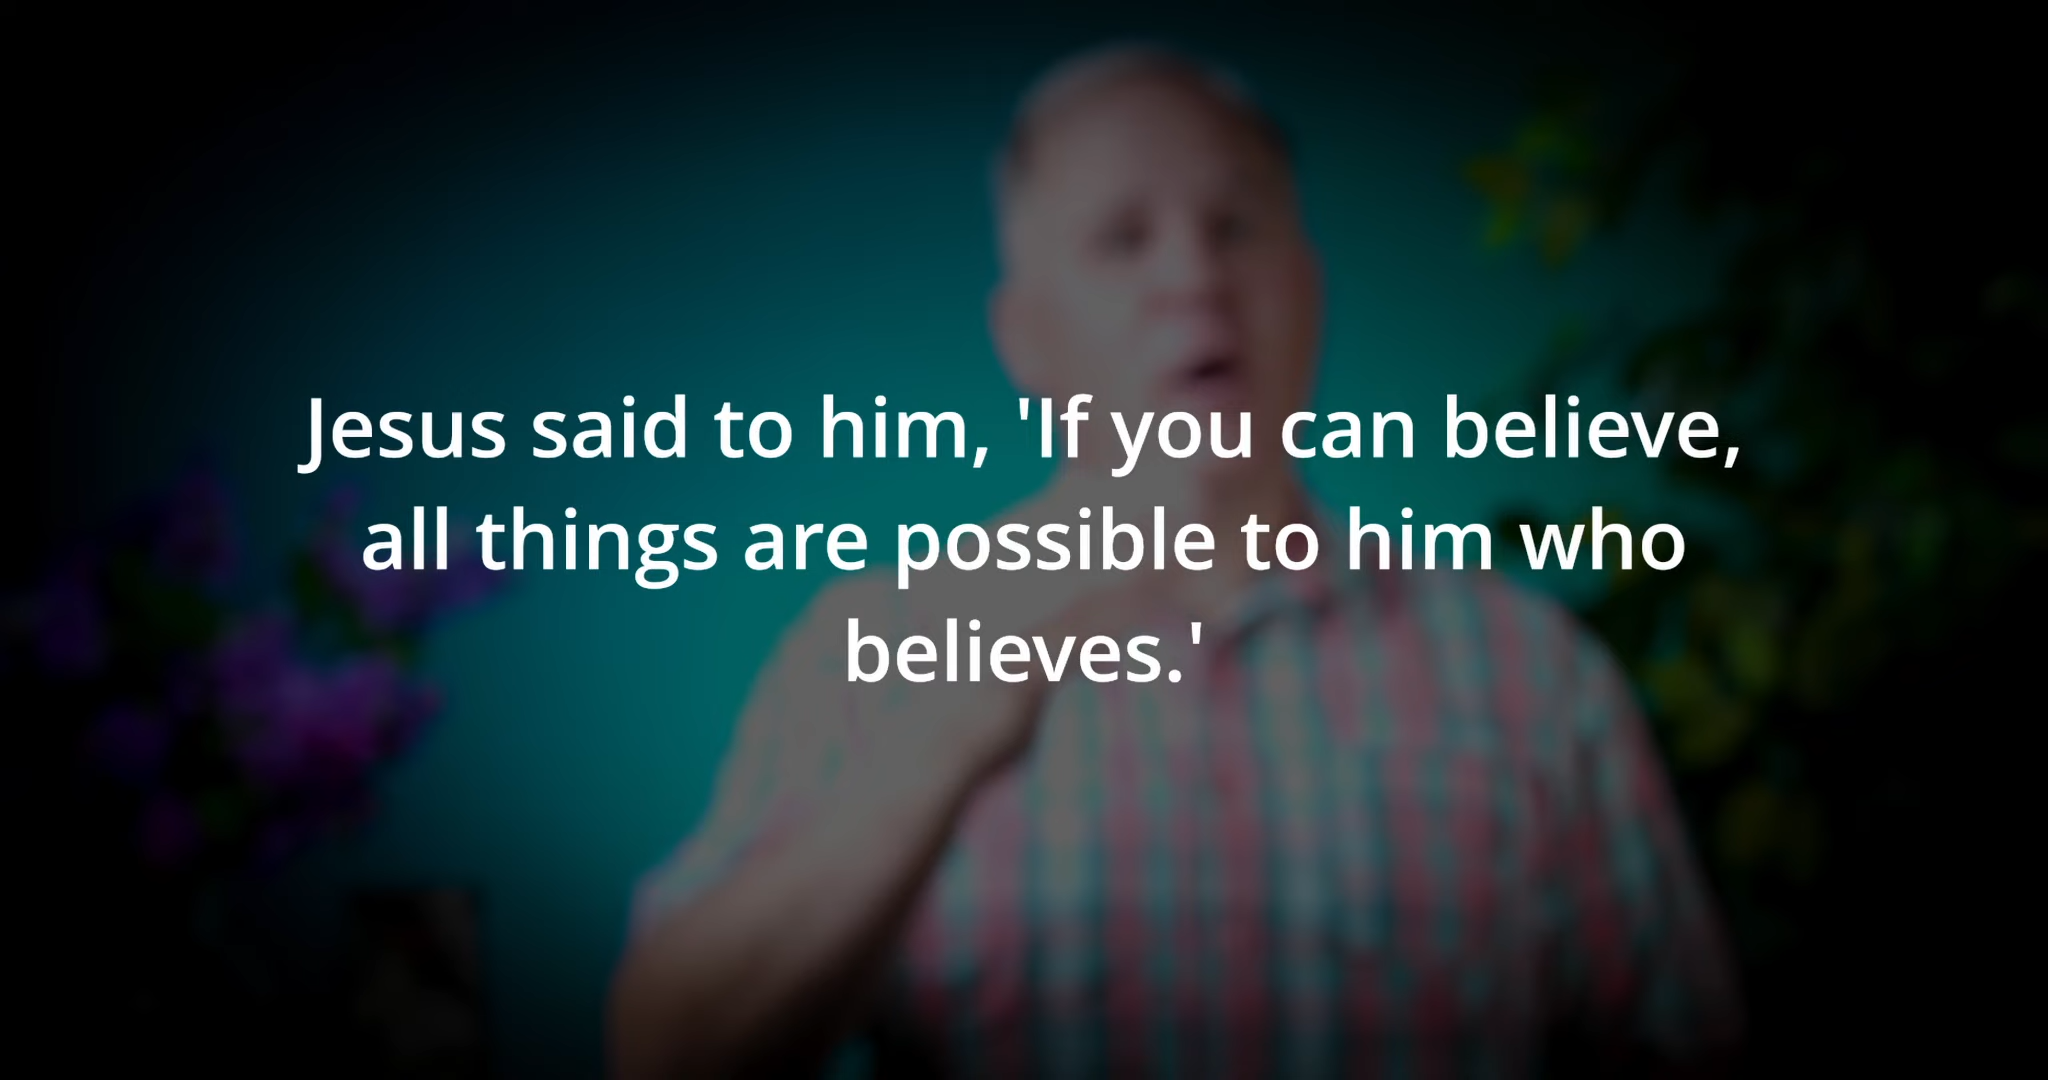 Jesus said to him, 'If you can believe,
all things are possible to him who
believes.'